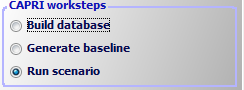 CAPRI worksteps
Build database
Generate baseline
Run scenario